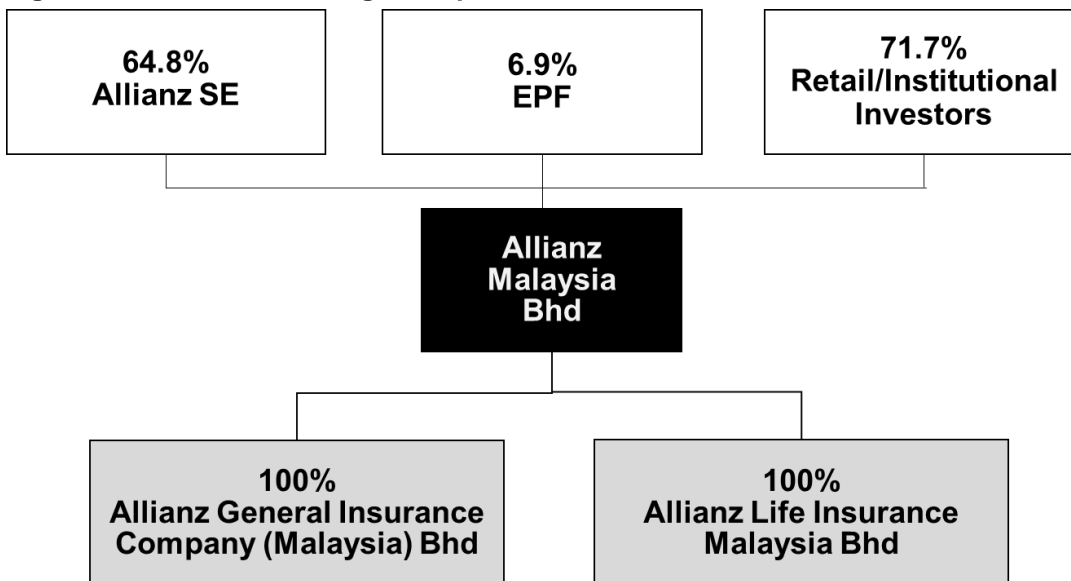 64.8%
Allianz SE
6.9%
EPF
71.7%
Retail/Institutional
Investors
Allianz
Malaysia
Bhd
100%
Allianz General Insurance
Company (Malaysia) Bhd
100%
Allianz Life Insurance
Malaysia Bhd